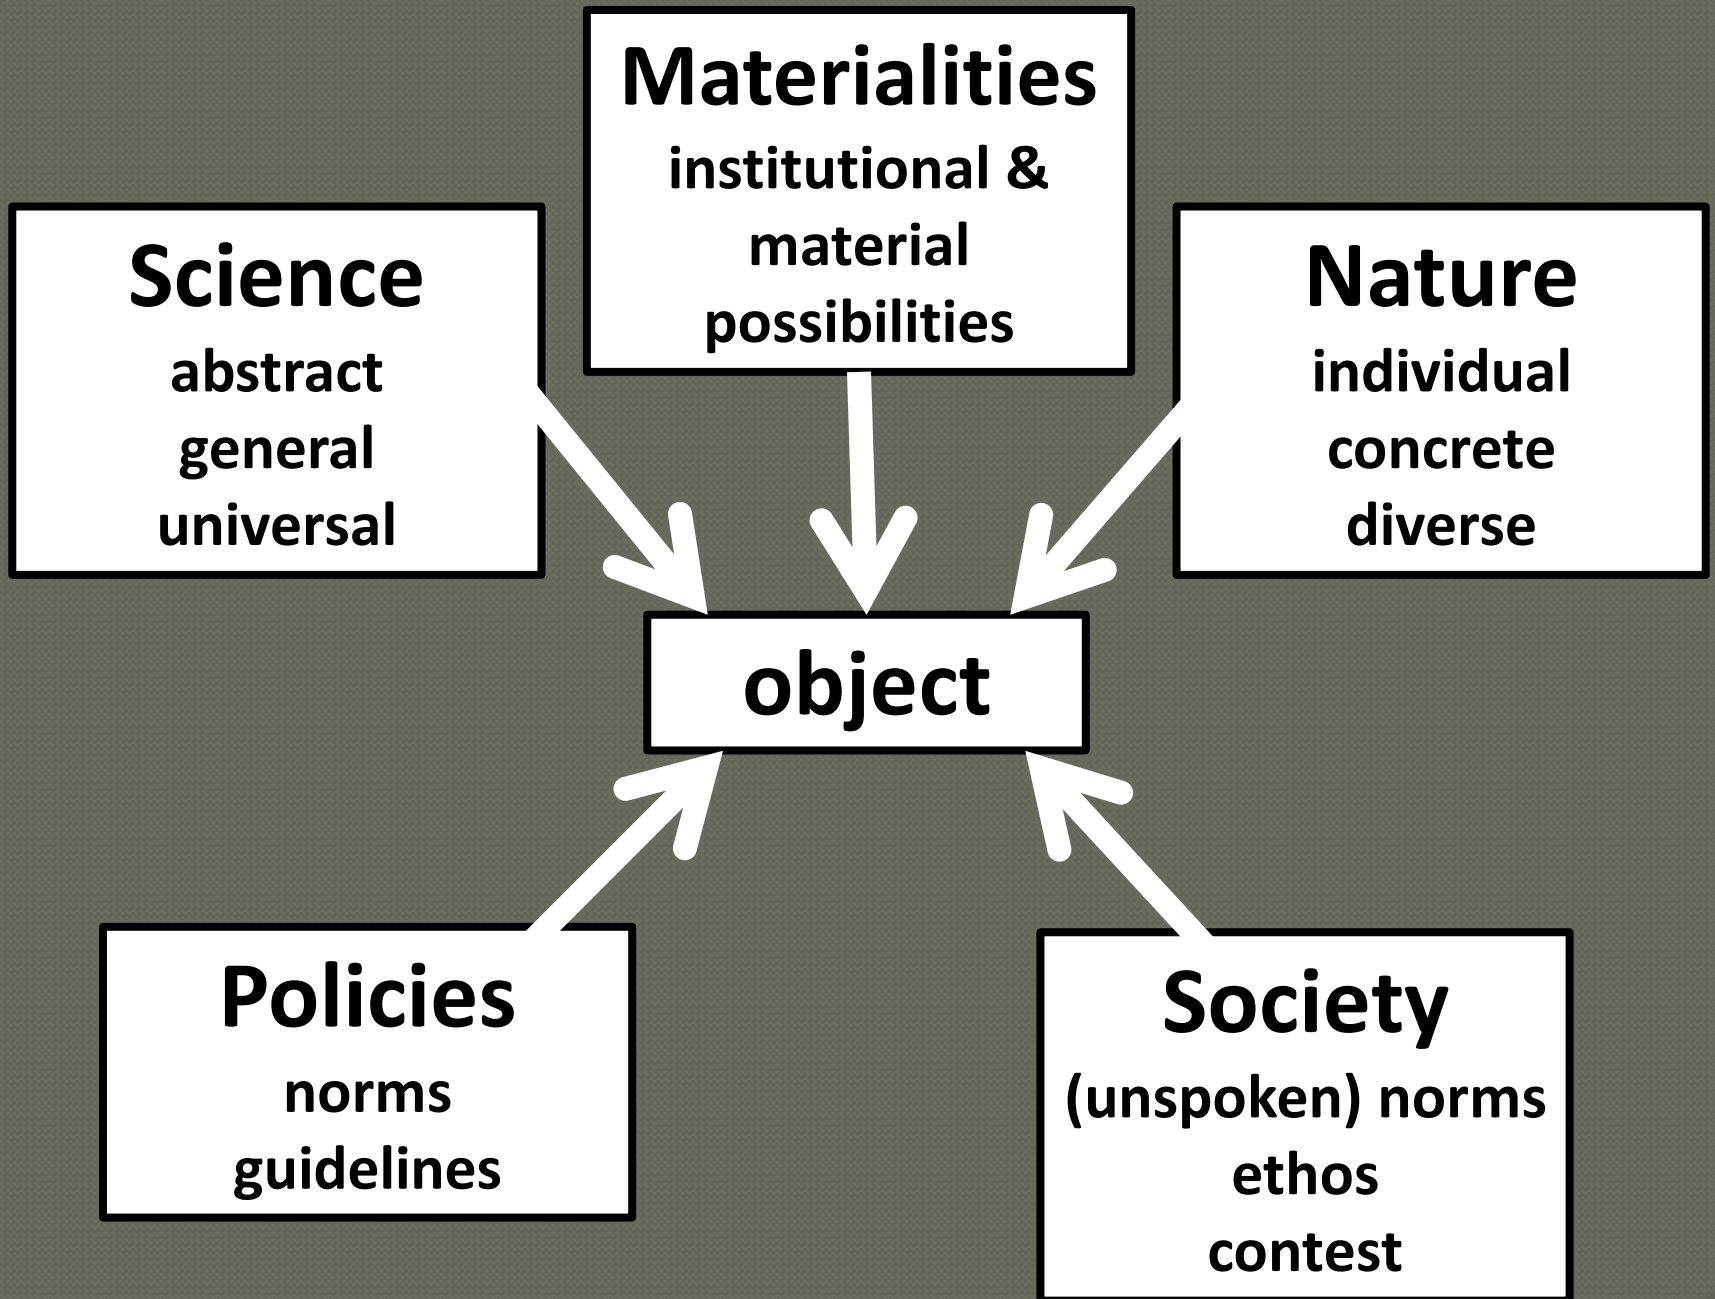 Materialities
institutional &
material
possibilities
Science
abstract
general
universal
Nature
individual
concrete
diverse
object
Policies
norms
guidelines
Society
(unspoken) norms
ethos
contest